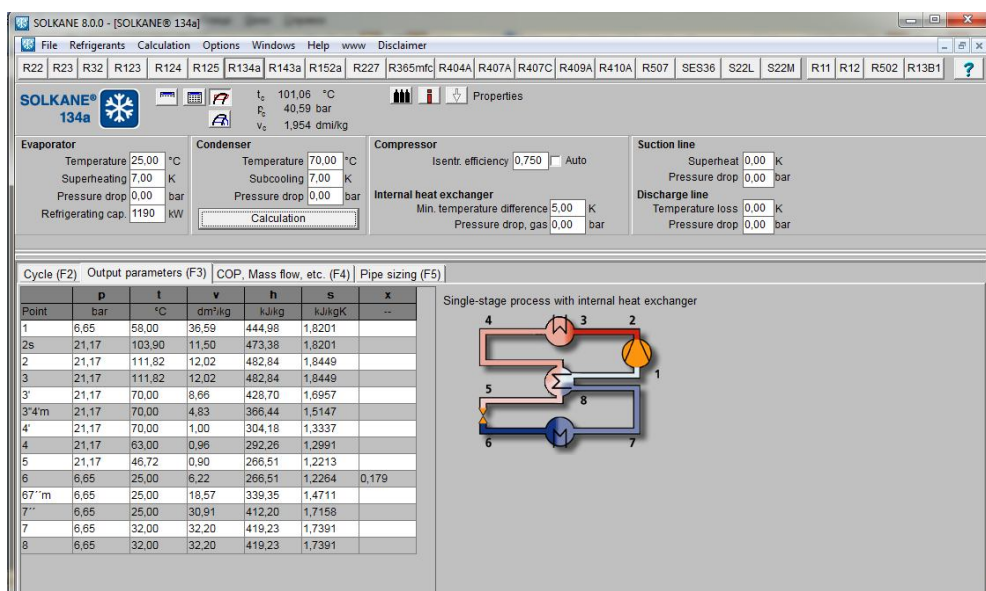 SOLKANE 8.0.0 - [SOLKANE® 134a]
File Refrigerants Calculation Options Windows Help www Disclaimer
R22 R23 R32 R123 R124 R125 R134a R143a R152a R227 R365mfc R404A R407A R407C R409A R410A R507 SES36 S22L S22M R11 R12 R502 R13B1 ?
SOLKANE®
134a
tc 101,06 °C
pc 40,59 bar
vc 1,954 dmi/kg
Properties
Evaporator
Temperature 25,00 °C
Superheating 7,00 K
Pressure drop 0,00 bar
Refrigerating cap. 1190 kW
Condenser
Temperature 70,00 °C
Subcooling 7,00 K
Pressure drop 0,00 bar
Calculation
Compressor
Isentr. efficiency 0,750 Auto
Internal heat exchanger
Min. temperature difference 5,00 K
Pressure drop, gas 0,00 bar
Suction line
Superheat 0,00 K
Pressure drop 0,00 bar
Discharge line
Temperature loss 0,00 K
Pressure drop 0,00 bar
Cycle (F2) Output parameters (F3) COP, Mass flow, etc. (F4) Pipe sizing (F5)
p t v h s x
Point bar °C dm³/kg kJ/kg kJ/kgK --
1 6,65 58,00 36,59 444,98 1,8201
2s 21,17 103,90 11,50 473,38 1,8201
2 21,17 111,82 12,02 482,84 1,8449
3 21,17 111,82 12,02 482,84 1,8449
3' 21,17 70,00 8,66 428,70 1,6957
3"4'm 21,17 70,00 4,83 366,44 1,5147
4' 21,17 70,00 1,00 304,18 1,3337
4 21,17 63,00 0,96 292,26 1,2991
5 21,17 46,72 0,90 266,51 1,2213
6 6,65 25,00 6,22 266,51 1,2264 0,179
67´´m 6,65 25,00 18,57 339,35 1,4711
7´´ 6,65 25,00 30,91 412,20 1,7158
7 6,65 32,00 32,20 419,23 1,7391
8 6,65 32,00 32,20 419,23 1,7391
Single-stage process with internal heat exchanger
4 3 2
1
5
8
6 7